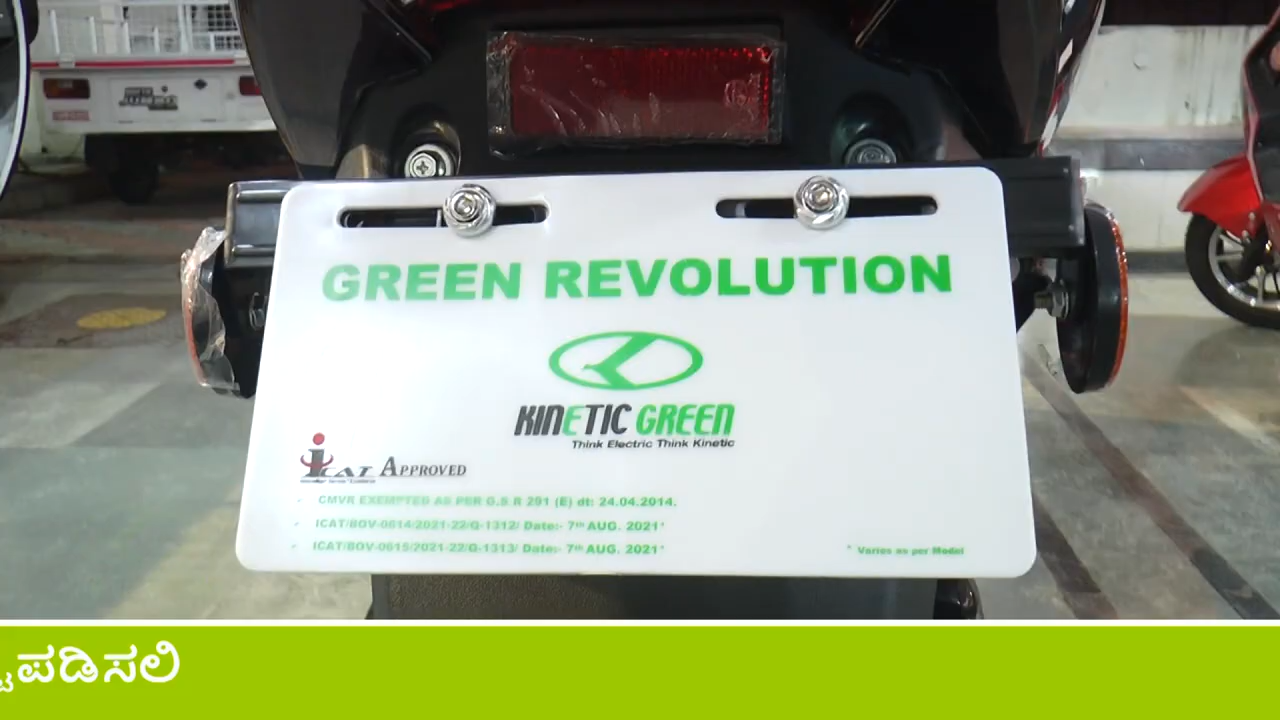 JUMBO
GREEN REVOLUTION
KINETIC GREEN
Think Electric Think Kinetic
iCAT APPROVED
CMVR EXEMPTED AS PER G.S R 291 (E) dt: 24.04.2014.
ICAT/BOV-0614/2021-22/Q-1312/ Date:- 7th AUG. 2021*
ICAT/BOV-0615/2021-22/Q-1313/ Date:- 7th AUG. 2021*
* Varies as per Model
ಪಡಿಸಲಿ